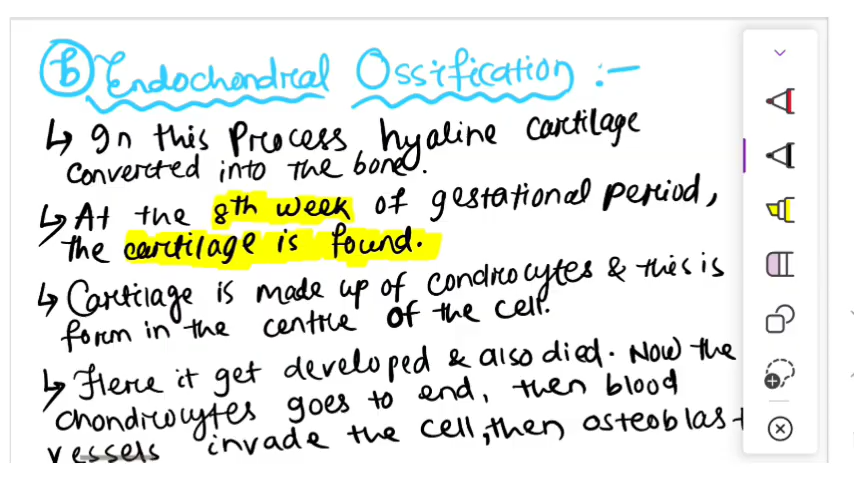 (b) Endochondrial Ossification :-
↳ In this process, hyaline cartilage
converted into the bone.
↳ At the 8th week of gestational period,
the cartilage is found.
↳ Cartilage is made up of condrocytes & this is
form in the centre of the cell.
↳ Here it get developed & also died. Now the
chondrocytes goes to end, then blood
vessels invade the cell, then osteoblast